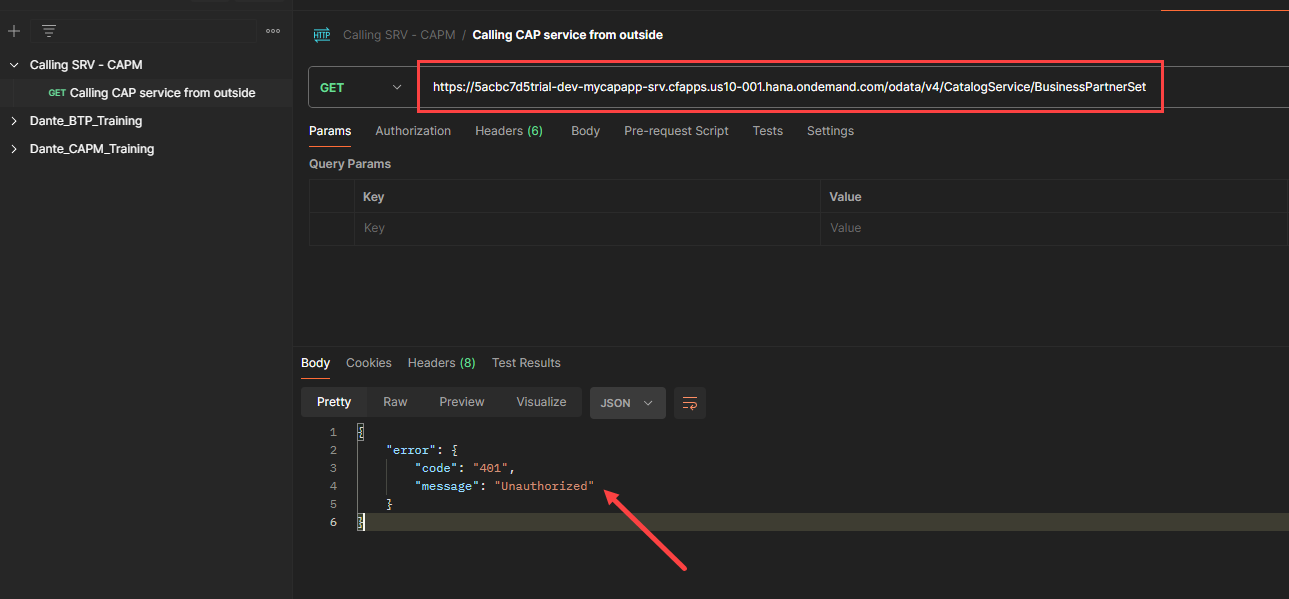 HTTP Calling SRV - CAPM / Calling CAP service from outside
Calling SRV - CAPM
GET Calling CAP service from outside
Dante_BTP_Training
Dante_CAPM_Training
GET https://5acbc7d5trial-dev-mycapapp-srv.cfapps.us10-001.hana.ondemand.com/odata/v4/CatalogService/BusinessPartnerSet
Params Authorization Headers (6) Body Pre-request Script Tests Settings
Query Params
Key Value
Key Value
Body Cookies Headers (8) Test Results
Pretty Raw Preview Visualize JSON
1 {
2 "error": {
3 "code": "401",
4 "message": "Unauthorized"
5 }
6 }